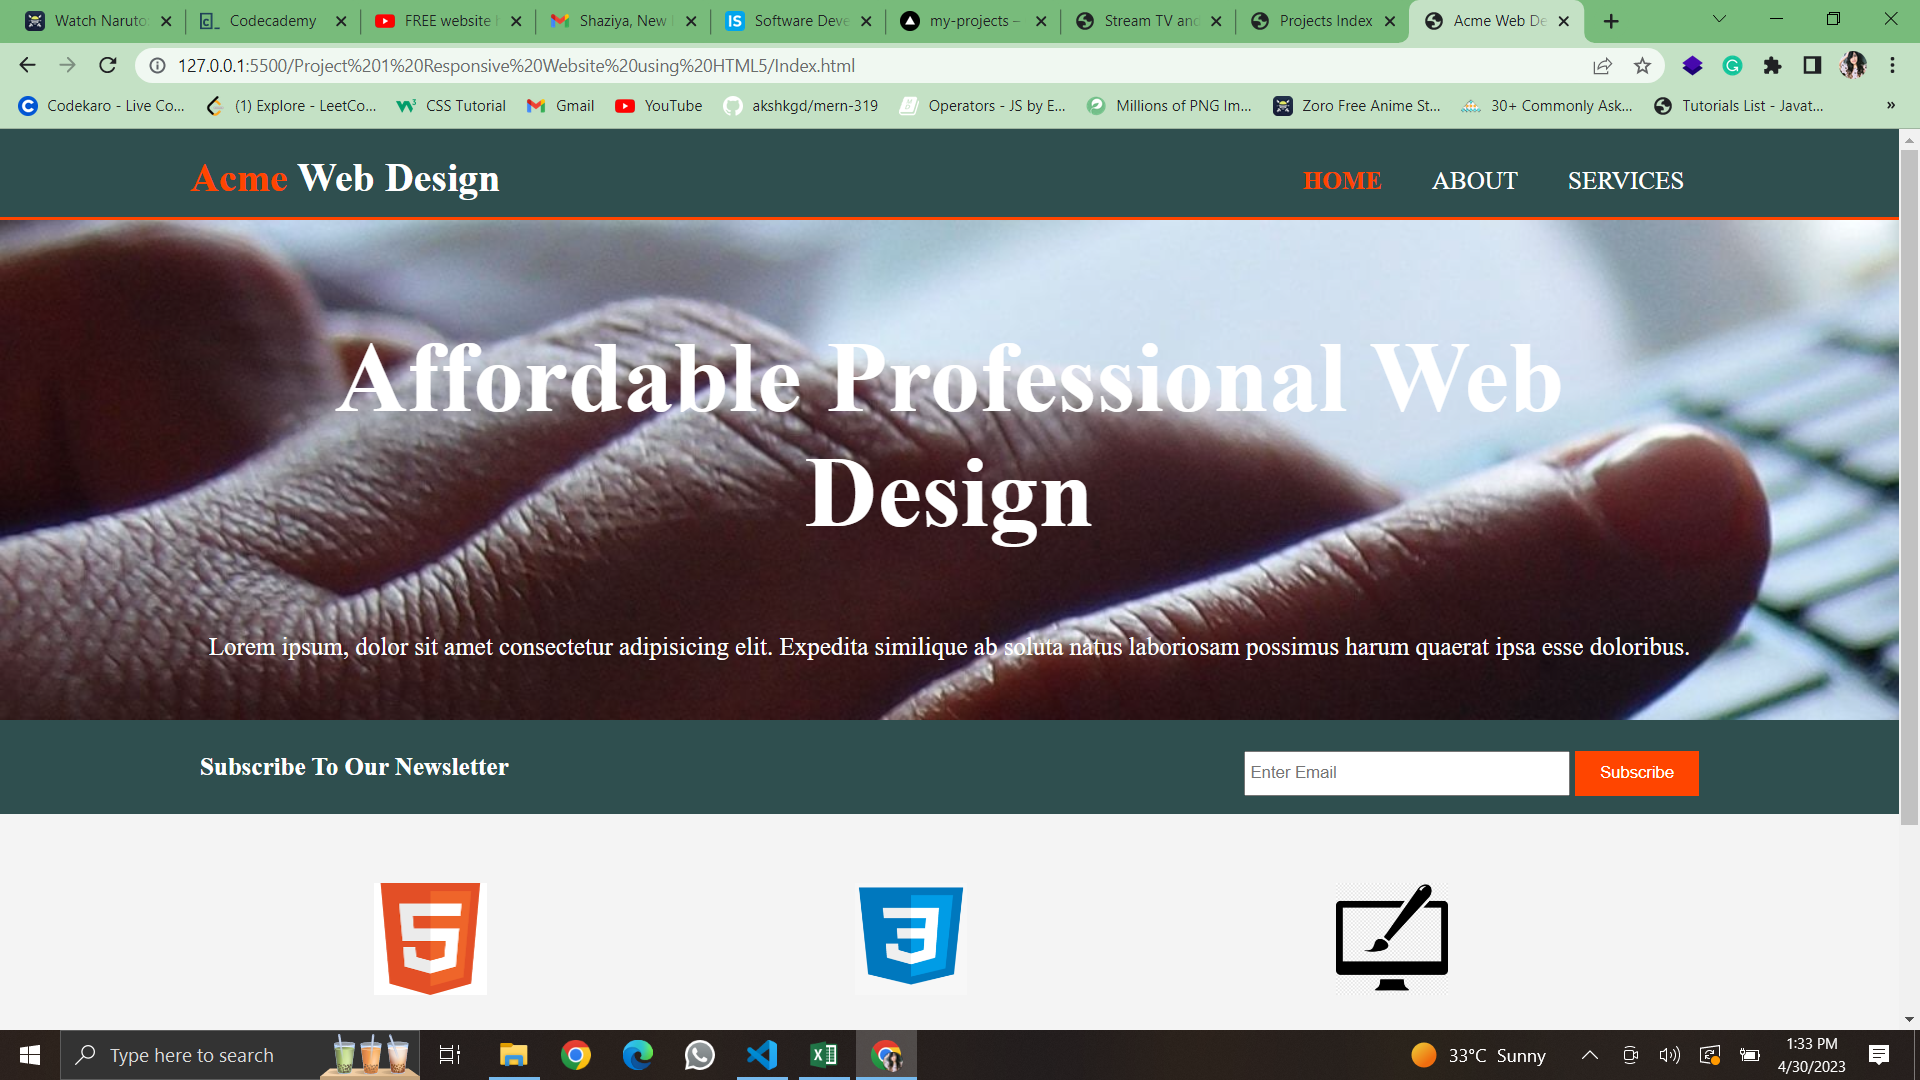 Watch Naruto:
Codecademy
FREE website
Shaziya, New
Software Deve
my-projects –
Stream TV and
Projects Index
Acme Web De
127.0.0.1:5500/Project%201%20Responsive%20Website%20using%20HTML5/Index.html
Codekaro - Live Co...
(1) Explore - LeetCo...
CSS Tutorial
Gmail
YouTube
akshkgd/mern-319
Operators - JS by E...
Millions of PNG Im...
Zoro Free Anime St...
30+ Commonly Ask...
Tutorials List - Javat...
»
Acme Web Design
HOME
ABOUT
SERVICES
Affordable Professional Web
Design
Lorem ipsum, dolor sit amet consectetur adipisicing elit. Expedita similique ab soluta natus laboriosam possimus harum quaerat ipsa esse doloribus.
Subscribe To Our Newsletter
Enter Email
Subscribe
Type here to search
33°C Sunny
1:33 PM
4/30/2023